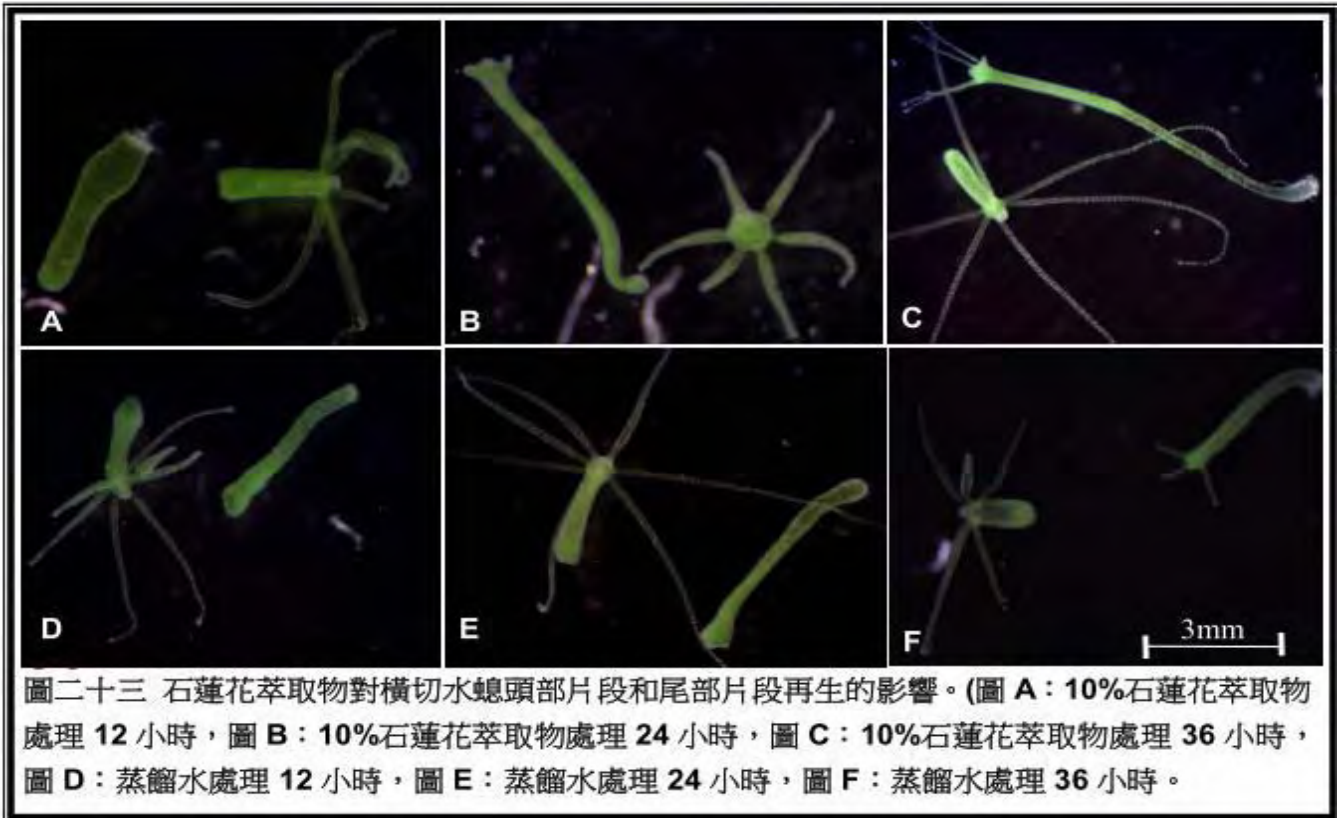 A
B
C
D
E
F
3mm
圖二十三 石蓮花萃取物對橫切水螅頭部片段和尾部片段再生的影響。(圖 A：10%石蓮花萃取物
處理 12 小時，圖 B：10%石蓮花萃取物處理 24 小時，圖 C：10%石蓮花萃取物處理 36 小時，
圖 D：蒸餾水處理 12 小時，圖 E：蒸餾水處理 24 小時，圖 F：蒸餾水處理 36 小時。